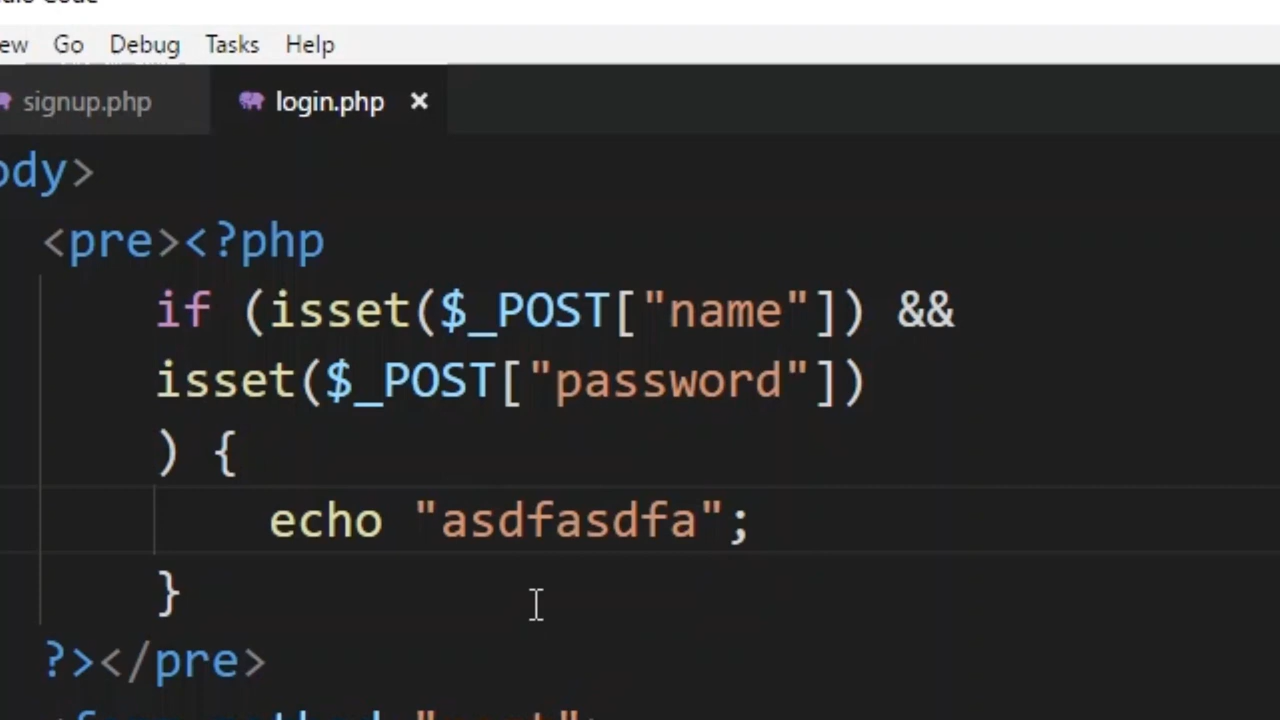 Go Debug Tasks Help
signup.php login.php ×
ody>
<pre><?php
if (isset($_POST["name"]) &&
isset($_POST["password"])
) {
echo "asdfasdfa";
}
?></pre>